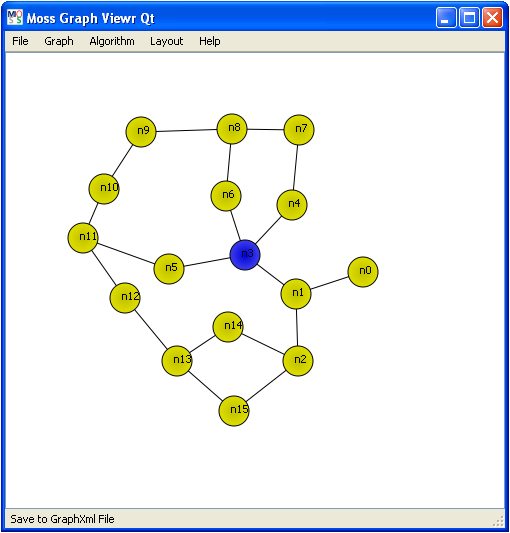 Moss Graph Viewr Qt
File Graph Algorithm Layout Help
n9 n8 n7
n10 n6 n4
n11 n5 n3 n0
n12 n1
n14
n13 n2
n15
Save to GraphXml File